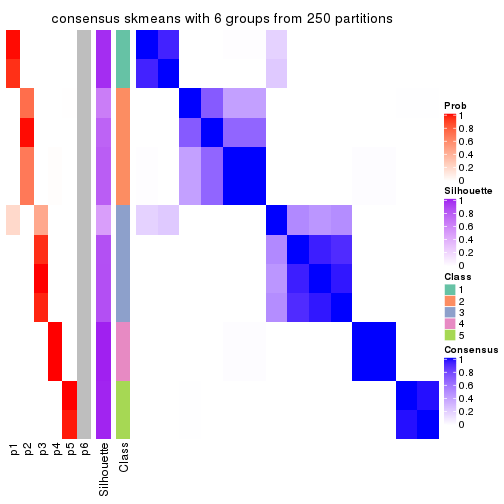 consensus skmeans with 6 groups from 250 partitions
Prob
1
0.8
0.6
0.4
0.2
0
Silhouette
1
0.8
0.6
0.4
0.2
0
Class
1
2
3
4
5
Consensus
1
0.8
0.6
0.4
0.2
0
p1
p2
p3
p4
p5
p6
Silhouette
Class